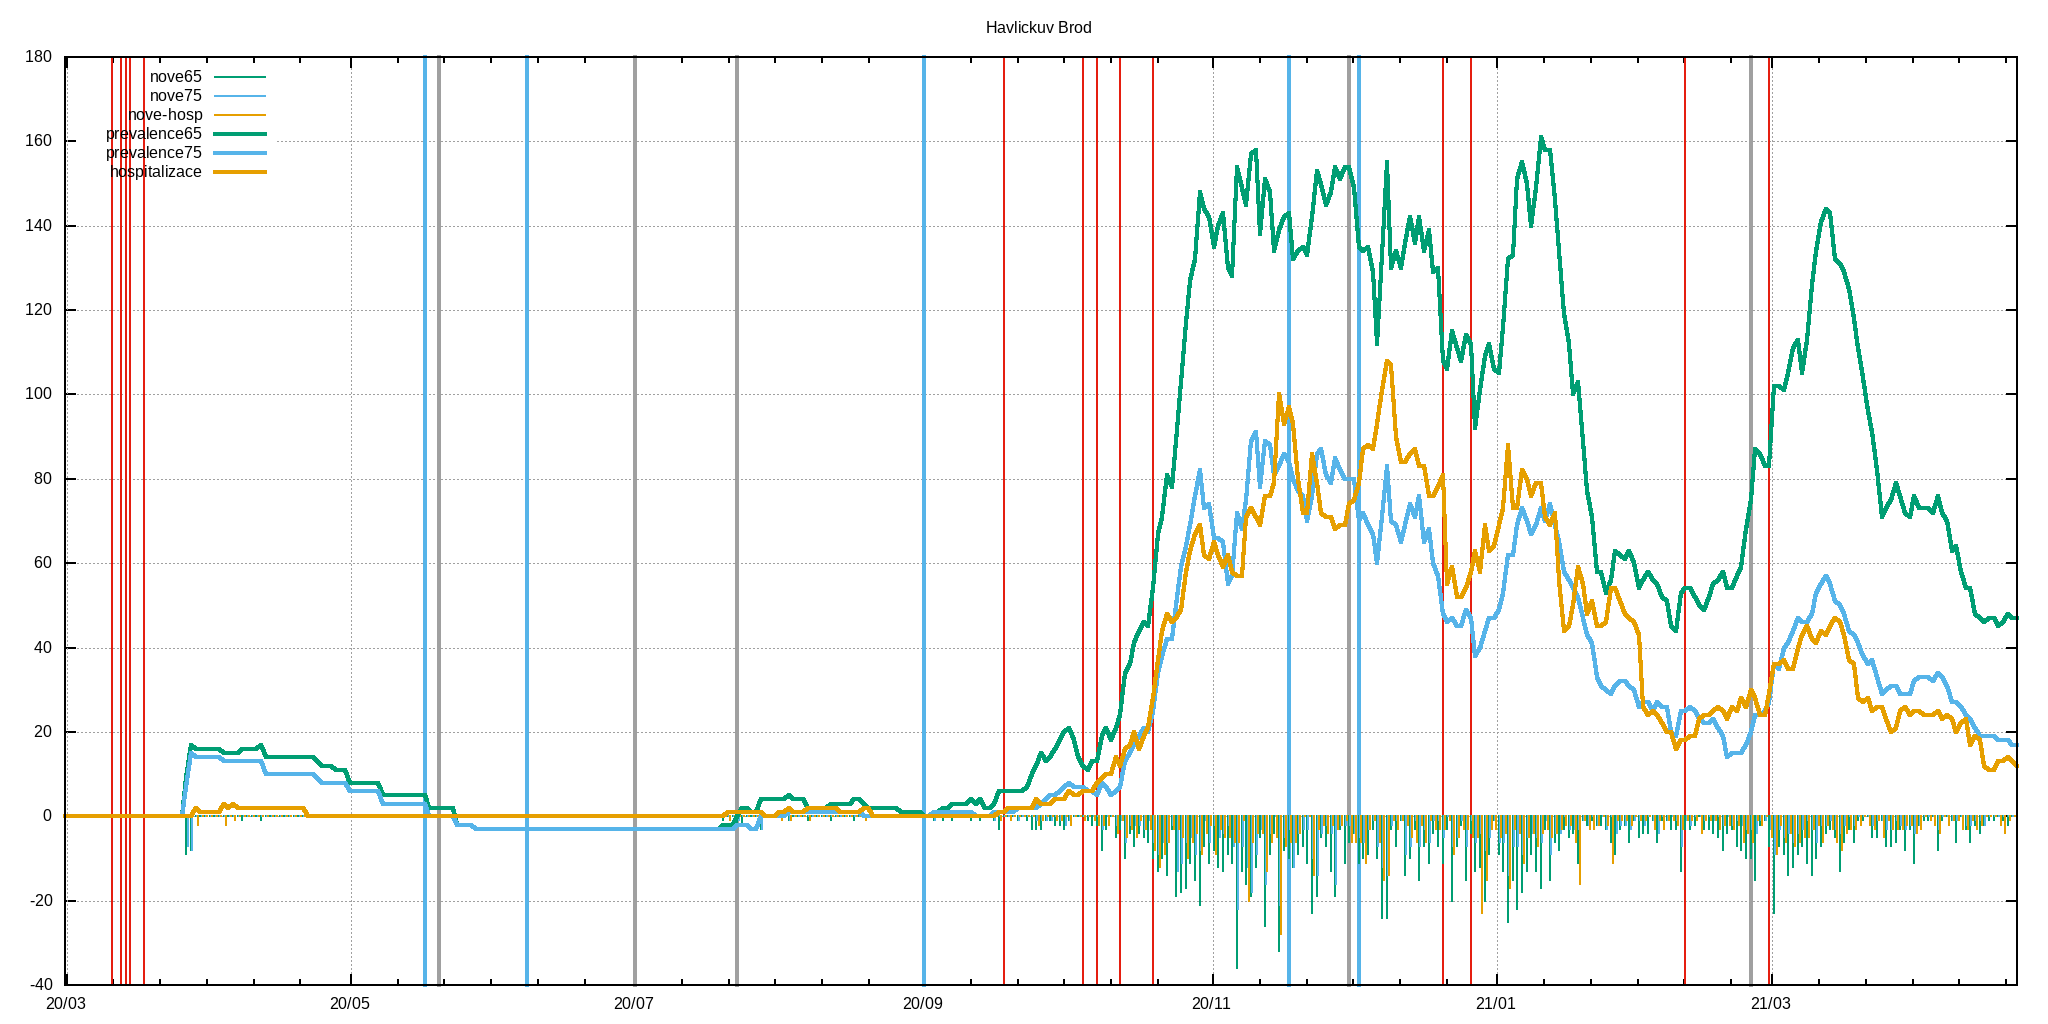 Havlickuv Brod
180
160
140
120
100
80
60
40
20
0
-20
-40
nove65
nove75
nove-hosp
prevalence65
prevalence75
hospitalizace
20/03 20/05 20/07 20/09 20/11 21/01 21/03